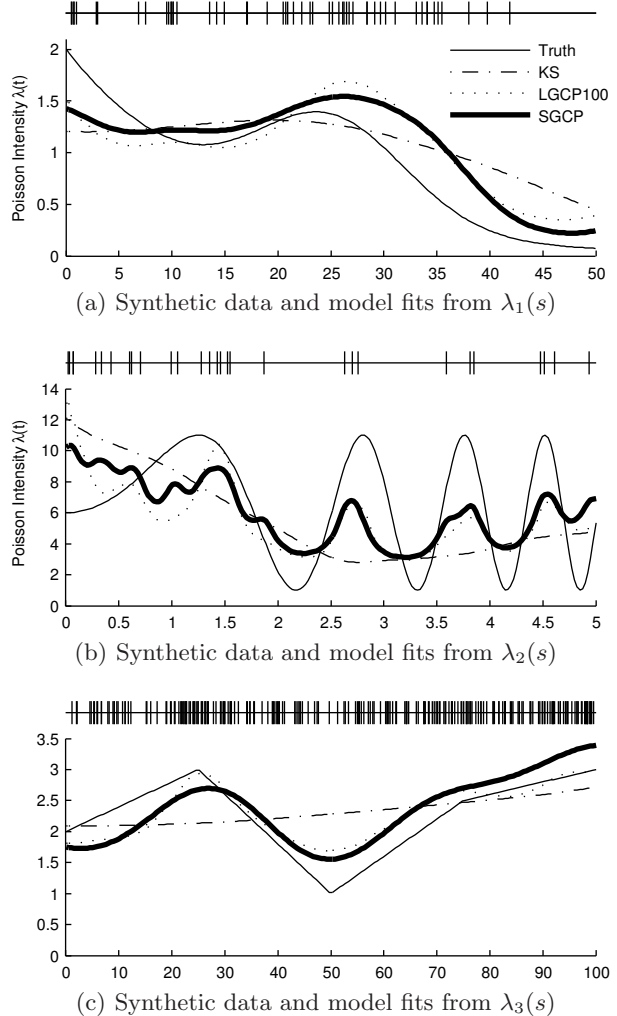 2
1.5
1
0.5
0
Poisson Intensity λ(t)
Truth
KS
LGCP100
SGCP
0 5 10 15 20 25 30 35 40 45 50
(a) Synthetic data and model fits from λ1(s)
14
12
10
8
6
4
2
0
Poisson Intensity λ(t)
0 0.5 1 1.5 2 2.5 3 3.5 4 4.5 5
(b) Synthetic data and model fits from λ2(s)
3.5
3
2.5
2
1.5
1
0.5
0
0 10 20 30 40 50 60 70 80 90 100
(c) Synthetic data and model fits from λ3(s)